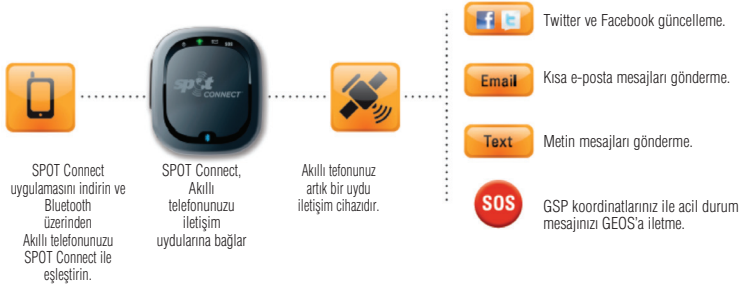 SPOT Connect
uygulamasını indirin ve
Bluetooth
üzerinden
Akıllı telefonunuzu
SPOT Connect ile
eşleştirin.
spot
CONNECT
SPOT Connect,
Akıllı
telefonunuzu
iletişim
uydularına bağlar
Akıllı tefonunuz
artık bir uydu
iletişim cihazıdır.
f t
Twitter ve Facebook güncelleme.
Email
Kısa e-posta mesajları gönderme.
Text
Metin mesajları gönderme.
SOS
GSP koordinatlarınız ile acil durum
mesajınızı GEOS'a iletme.